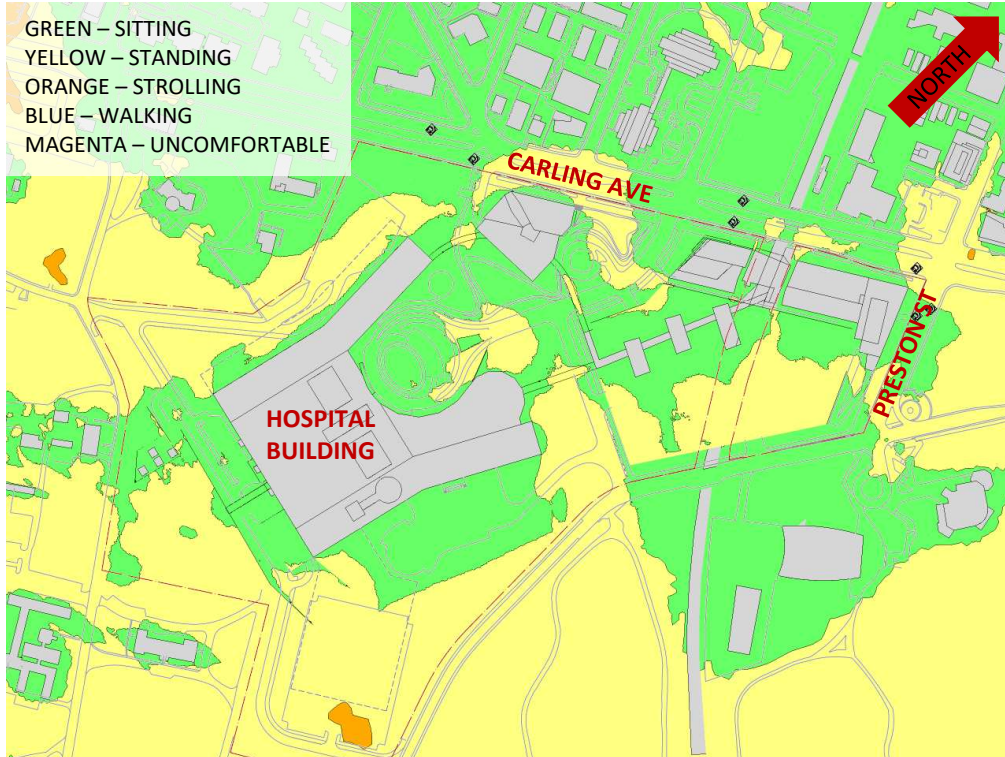 GREEN – SITTING
YELLOW – STANDING
ORANGE – STROLLING
BLUE – WALKING
MAGENTA – UNCOMFORTABLE
NORTH
CARLING AVE
PRESTON ST
HOSPITAL
BUILDING